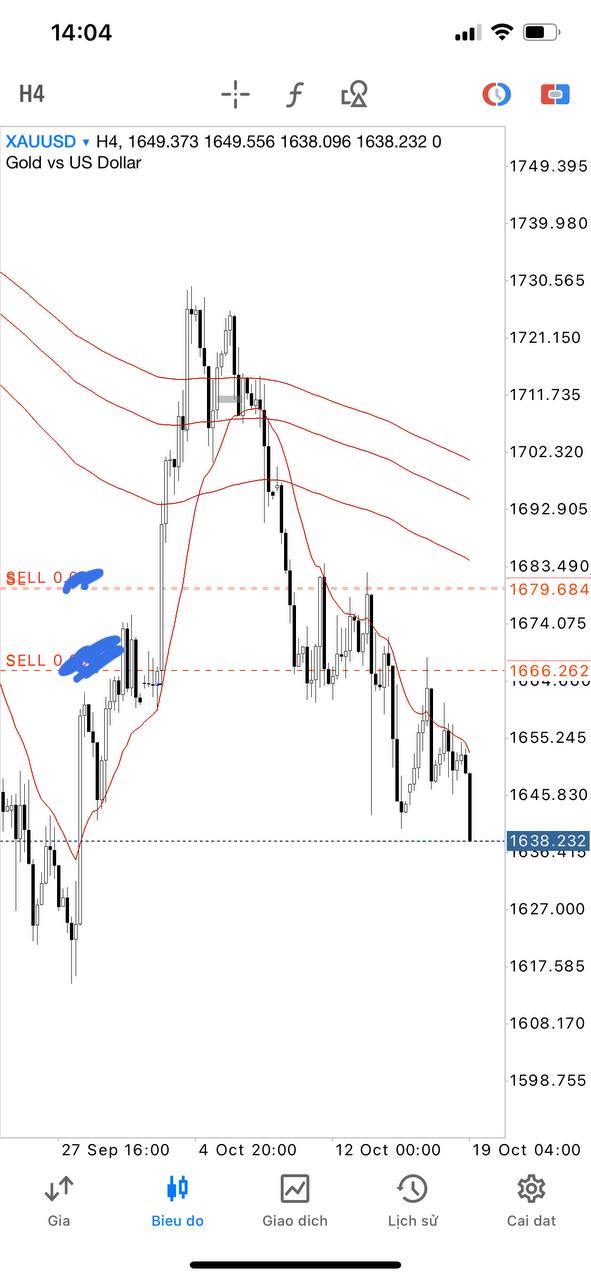 14:04
H4
XAUUSD ▾ H4, 1649.373 1649.556 1638.096 1638.232 0
Gold vs US Dollar
1749.395
1739.980
1730.565
1721.150
1711.735
1702.320
1692.905
1683.490
SELL 0.0
1679.684
1674.075
SELL 0.
1666.262
1655.245
1645.830
1638.232
1636.415
1627.000
1617.585
1608.170
1598.755
27 Sep 16:00 4 Oct 20:00 12 Oct 00:00 19 Oct 04:00
Gia Bieu do Giao dich Lịch sử Cai dat